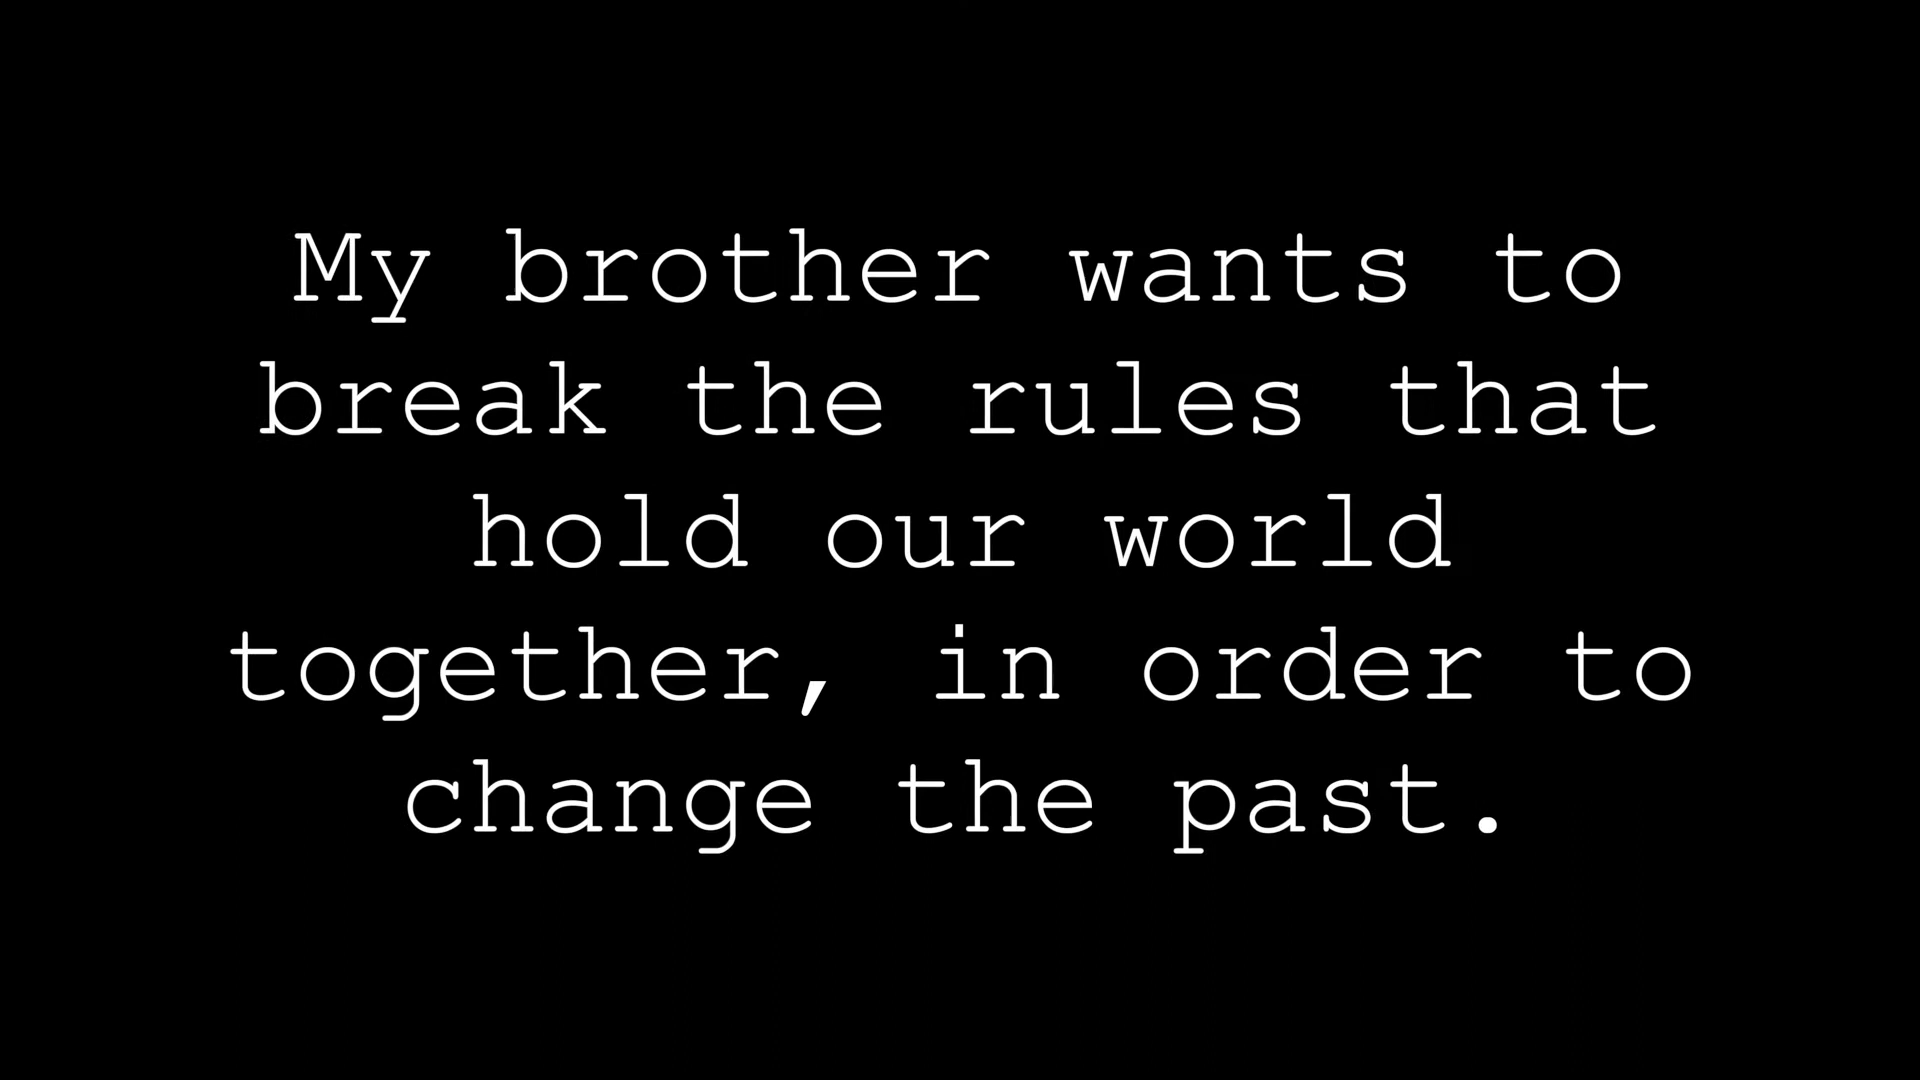 My brother wants to
break the rules that
hold our world
together, in order to
change the past.